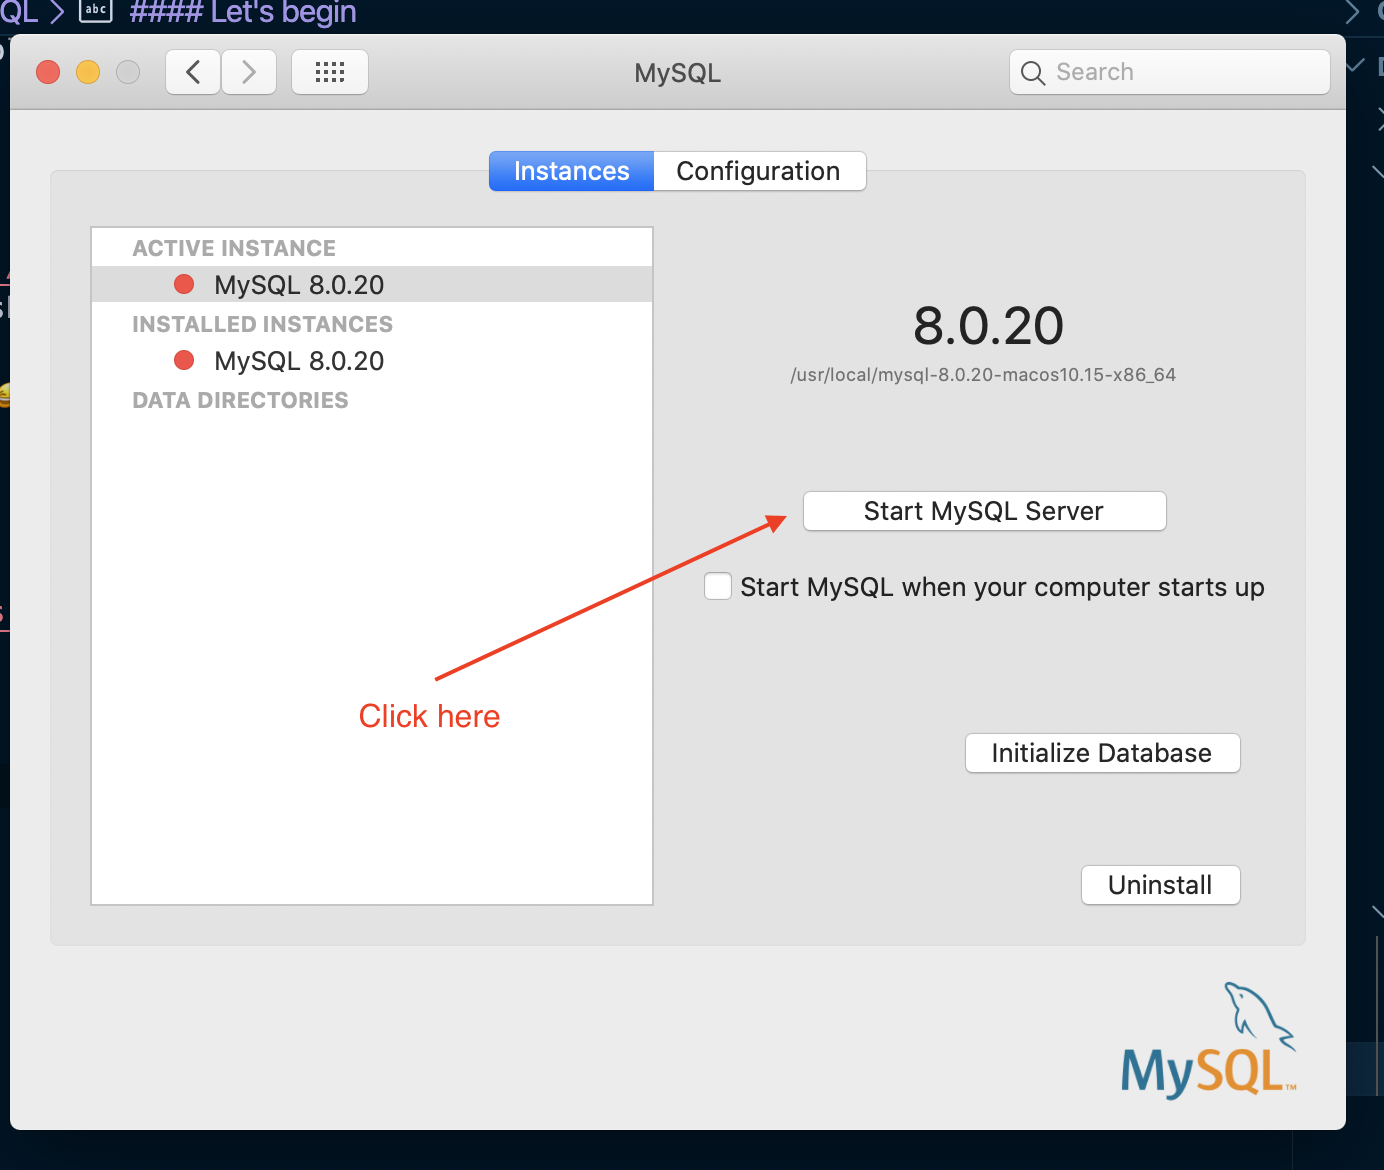 QL > abc #### Let's begin
MySQL
Search
Instances
Configuration
ACTIVE INSTANCE
MySQL 8.0.20
INSTALLED INSTANCES
MySQL 8.0.20
DATA DIRECTORIES
8.0.20
/usr/local/mysql-8.0.20-macos10.15-x86_64
Start MySQL Server
Start MySQL when your computer starts up
Click here
Initialize Database
Uninstall
MySQL™